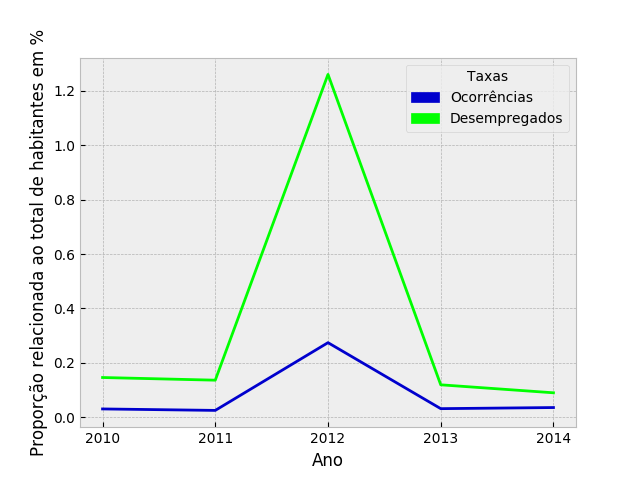 Proporção relacionada ao total de habitantes em %
1.2
1.0
0.8
0.6
0.4
0.2
0.0
Taxas
Ocorrências
Desempregados
2010 2011 2012 2013 2014
Ano